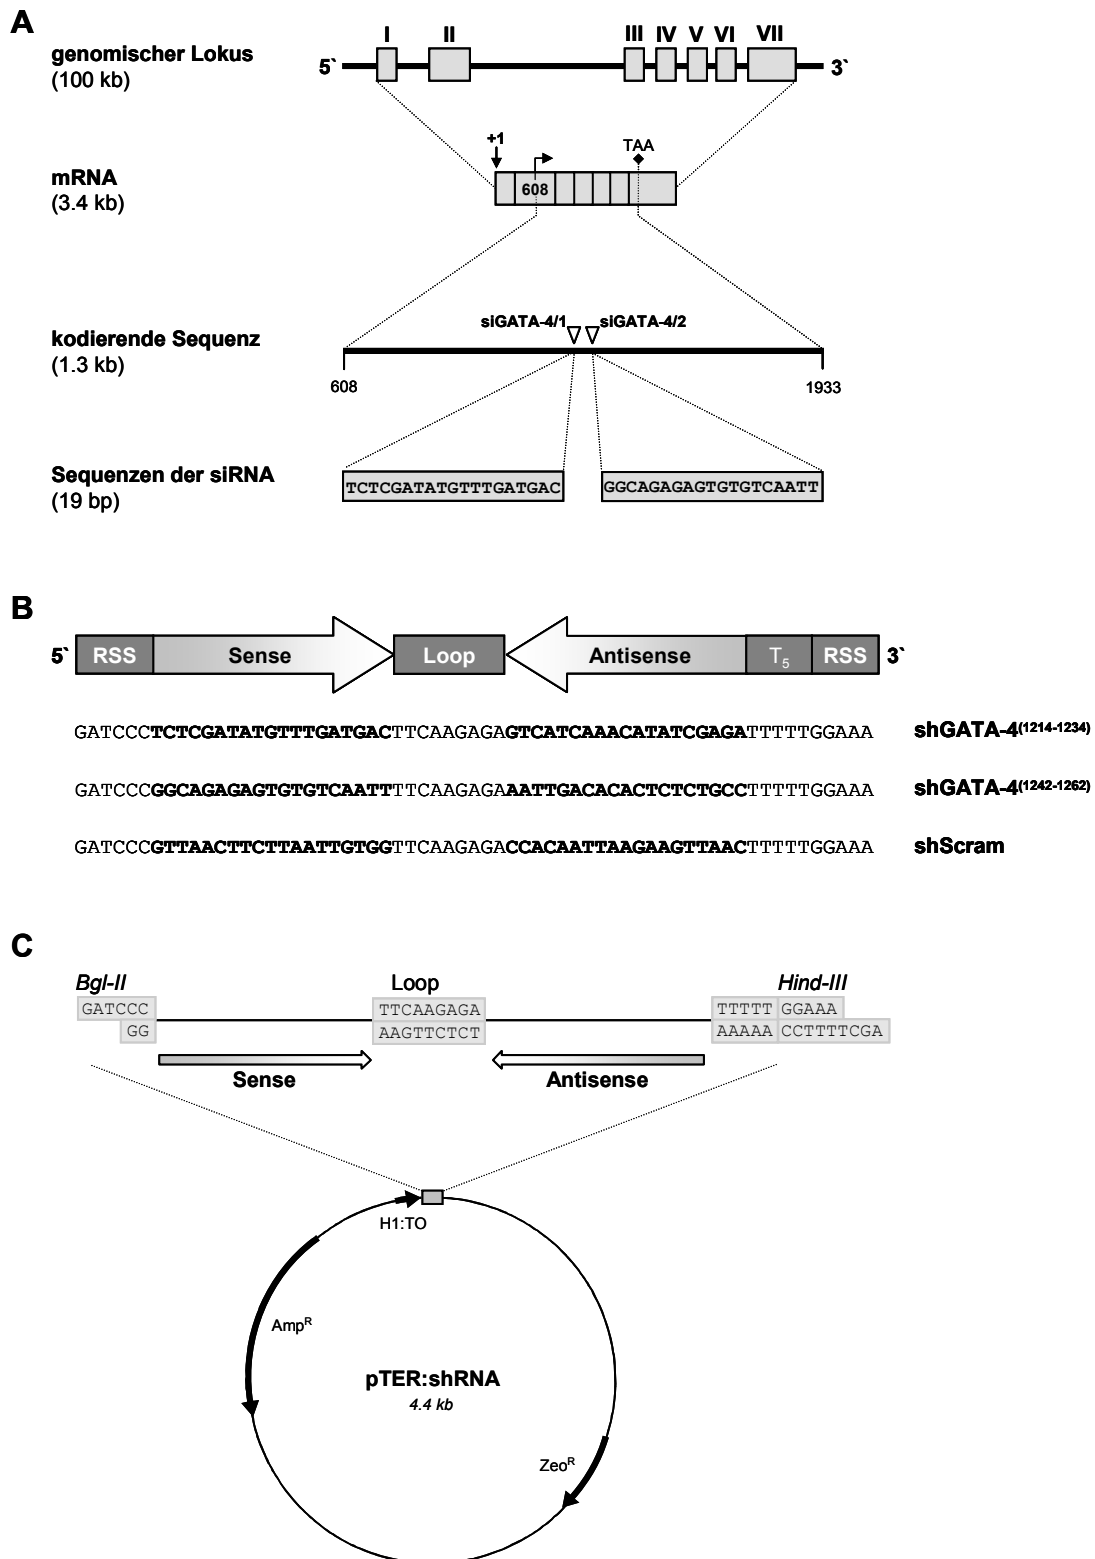 A
genomischer Lokus
(100 kb)
5` I II III IV V VI VII 3`
mRNA
(3.4 kb)
+1 TAA
608
kodierende Sequenz
(1.3 kb)
siGATA-4/1 siGATA-4/2
608 1933
Sequenzen der siRNA
(19 bp)
TCTCGATATGTTTGATGAC GGCAGAGAGTGTGTCAATT
B
5` RSS Sense Loop Antisense T5 RSS 3`
GATCCCTCTCGATATGTTTGATGACTTCAAGAGAGTCATCAAACATATCGAGATTTTTGGAAA shGATA-4(1214-1234)
GATCCCGGCAGAGAGTGTGTCAATTTTCAAGAGAAATTGACACACTCTCTGCCTTTTTGGAAA shGATA-4(1242-1262)
GATCCCGTTAACTTCTTAATTGTGGTTCAAGAGACCACAATTAAGAAGTTAACTTTTTGGAAA shScram
C
Bgl-II Loop Hind-III
GATCCC TTCAAGAGA TTTTT GGAAA
GG AAGTTCTCT AAAAA CCTTTTCGA
Sense Antisense
H1:TO
AmpR
pTER:shRNA
4.4 kb
ZeoR